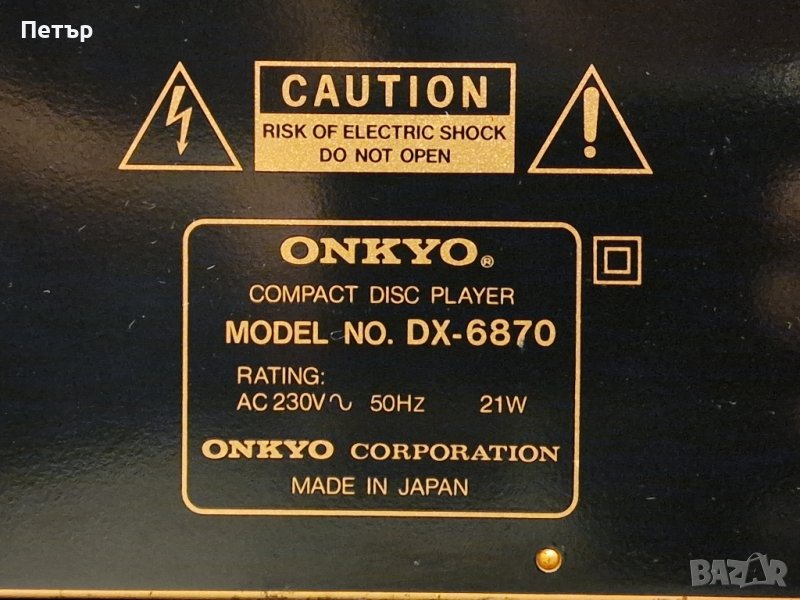 Петър
CAUTION
RISK OF ELECTRIC SHOCK
DO NOT OPEN
ONKYO®
COMPACT DISC PLAYER
MODEL NO. DX-6870
RATING:
AC 230V∿ 50HZ 21W
ONKYO CORPORATION
MADE IN JAPAN
BAZAR